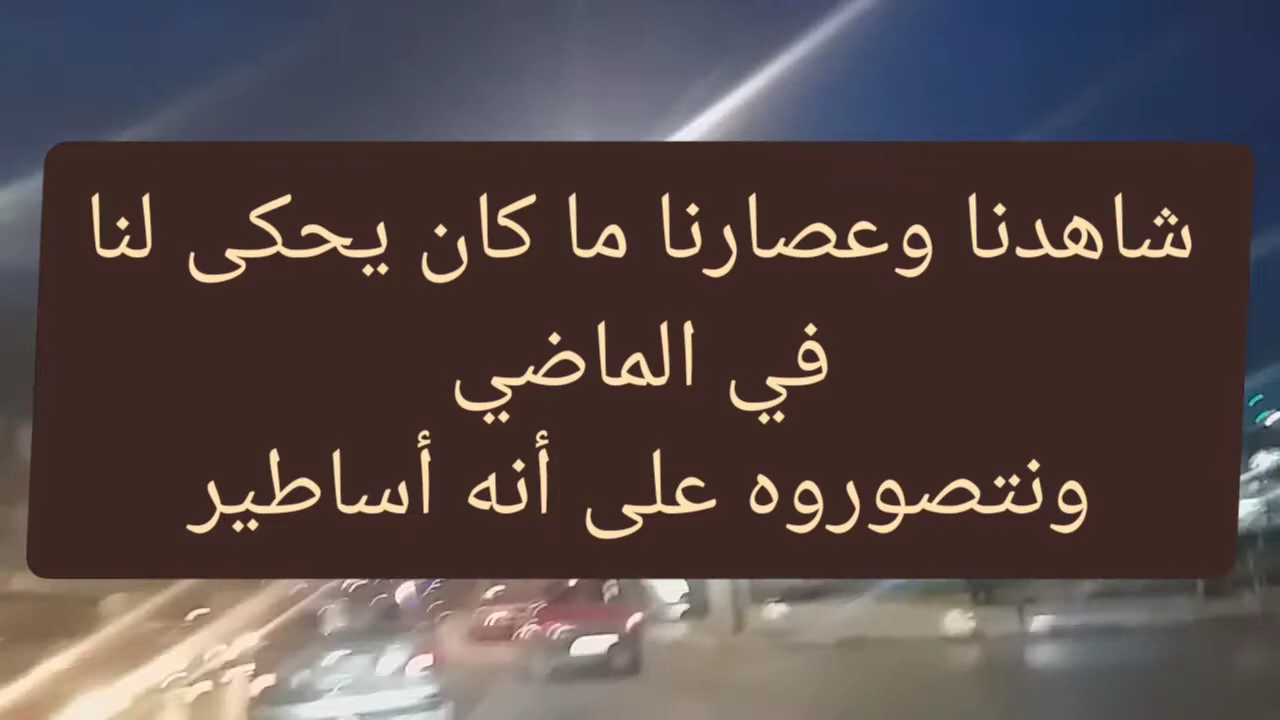 شاهدنا وعصارنا ما كان يحكى لنا
في الماضي
ونتصوروه على أنه أساطير